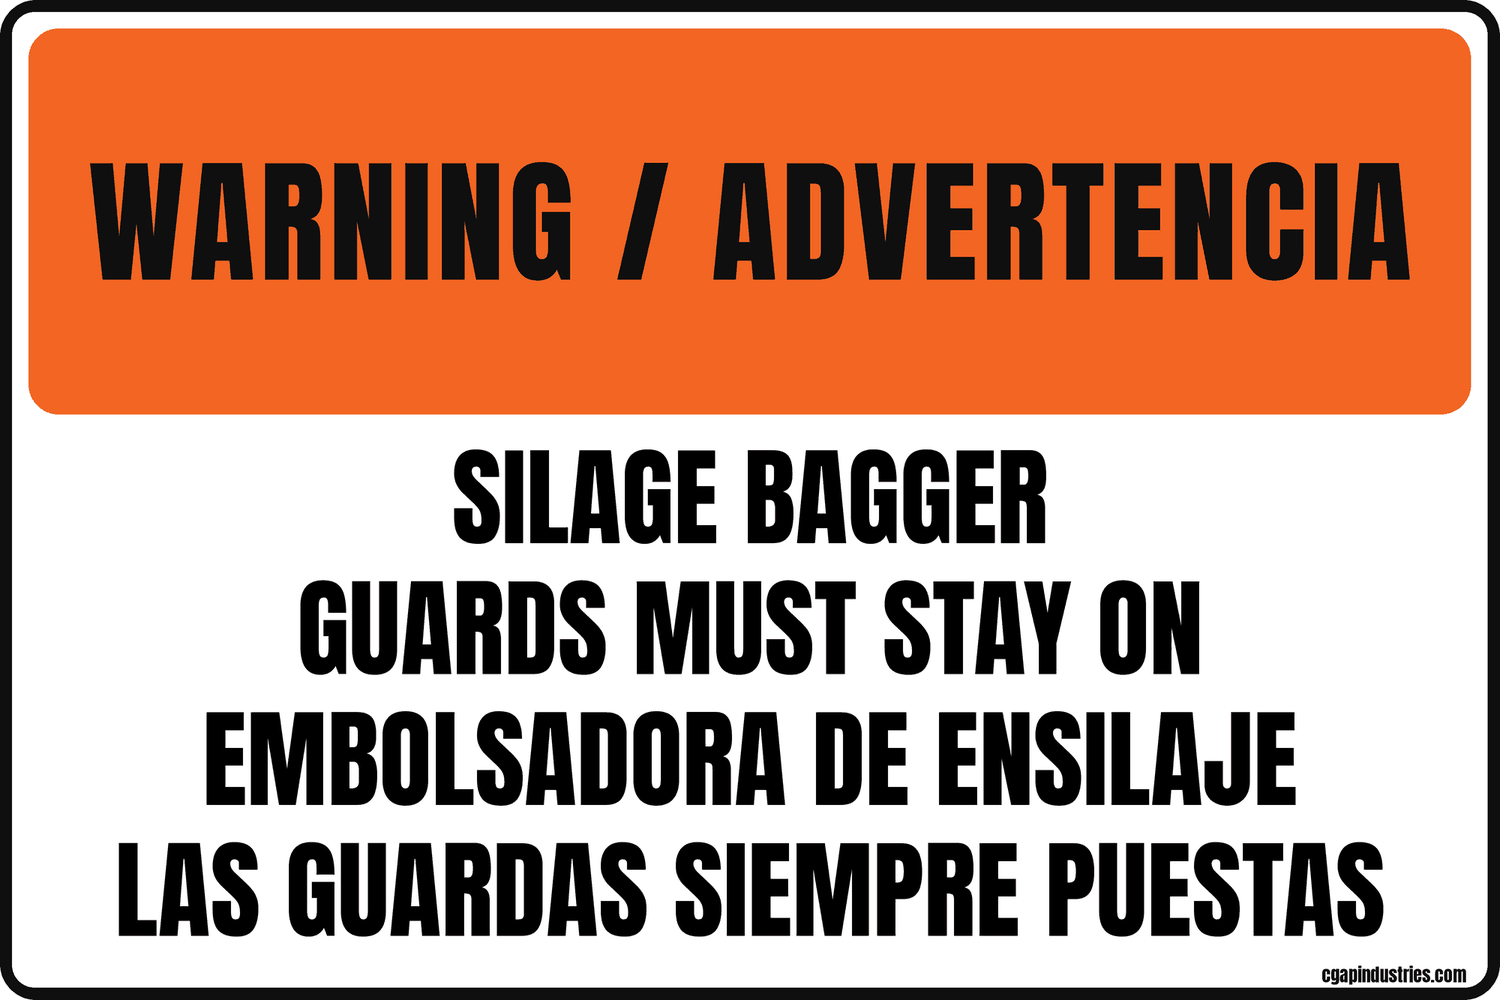 WARNING / ADVERTENCIA
SILAGE BAGGER
GUARDS MUST STAY ON
EMBOLSADORA DE ENSILAJE
LAS GUARDAS SIEMPRE PUESTAS
cgapindustries.com